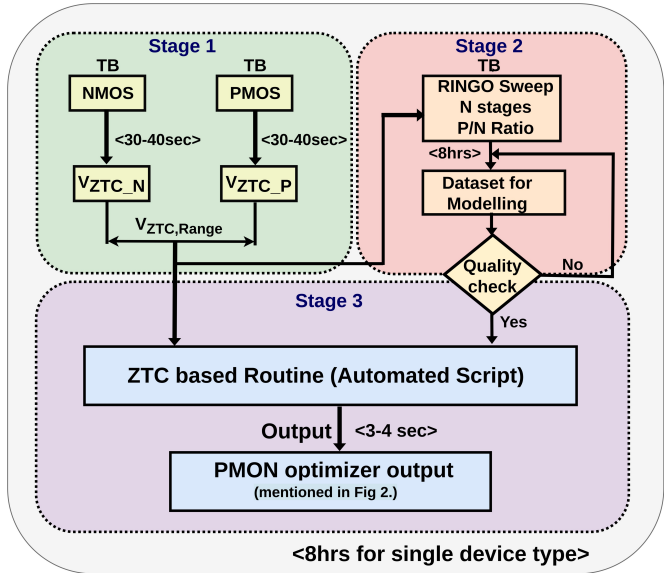 Stage 1
TB
NMOS
<30-40sec>
VZTC_N
TB
PMOS
<30-40sec>
VZTC_P
VZTC,Range
Stage 2
TB
RINGO Sweep
N stages
P/N Ratio
<8hrs>
Dataset for
Modelling
Quality
check
No
Yes
Stage 3
ZTC based Routine (Automated Script)
Output <3-4 sec>
PMON optimizer output
(mentioned in Fig 2.)
<8hrs for single device type>